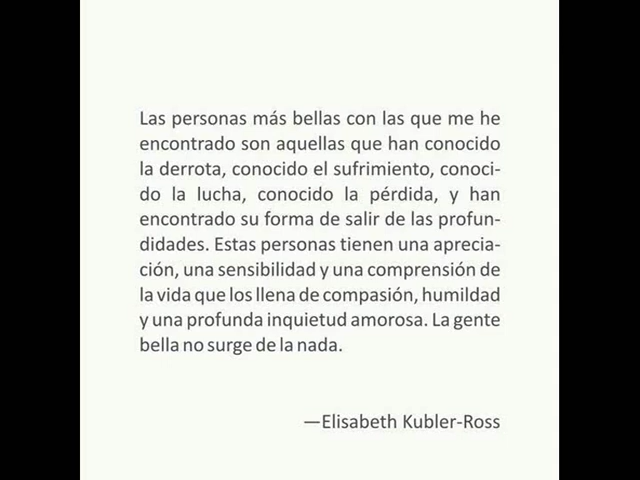 Las personas más bellas con las que me he
encontrado son aquellas que han conocido
la derrota, conocido el sufrimiento, conoci-
do la lucha, conocido la pérdida, y han
encontrado su forma de salir de las profun-
didades. Estas personas tienen una aprecia-
ción, una sensibilidad y una comprensión de
la vida que los llena de compasión, humildad
y una profunda inquietud amorosa. La gente
bella no surge de la nada.
—Elisabeth Kubler-Ross